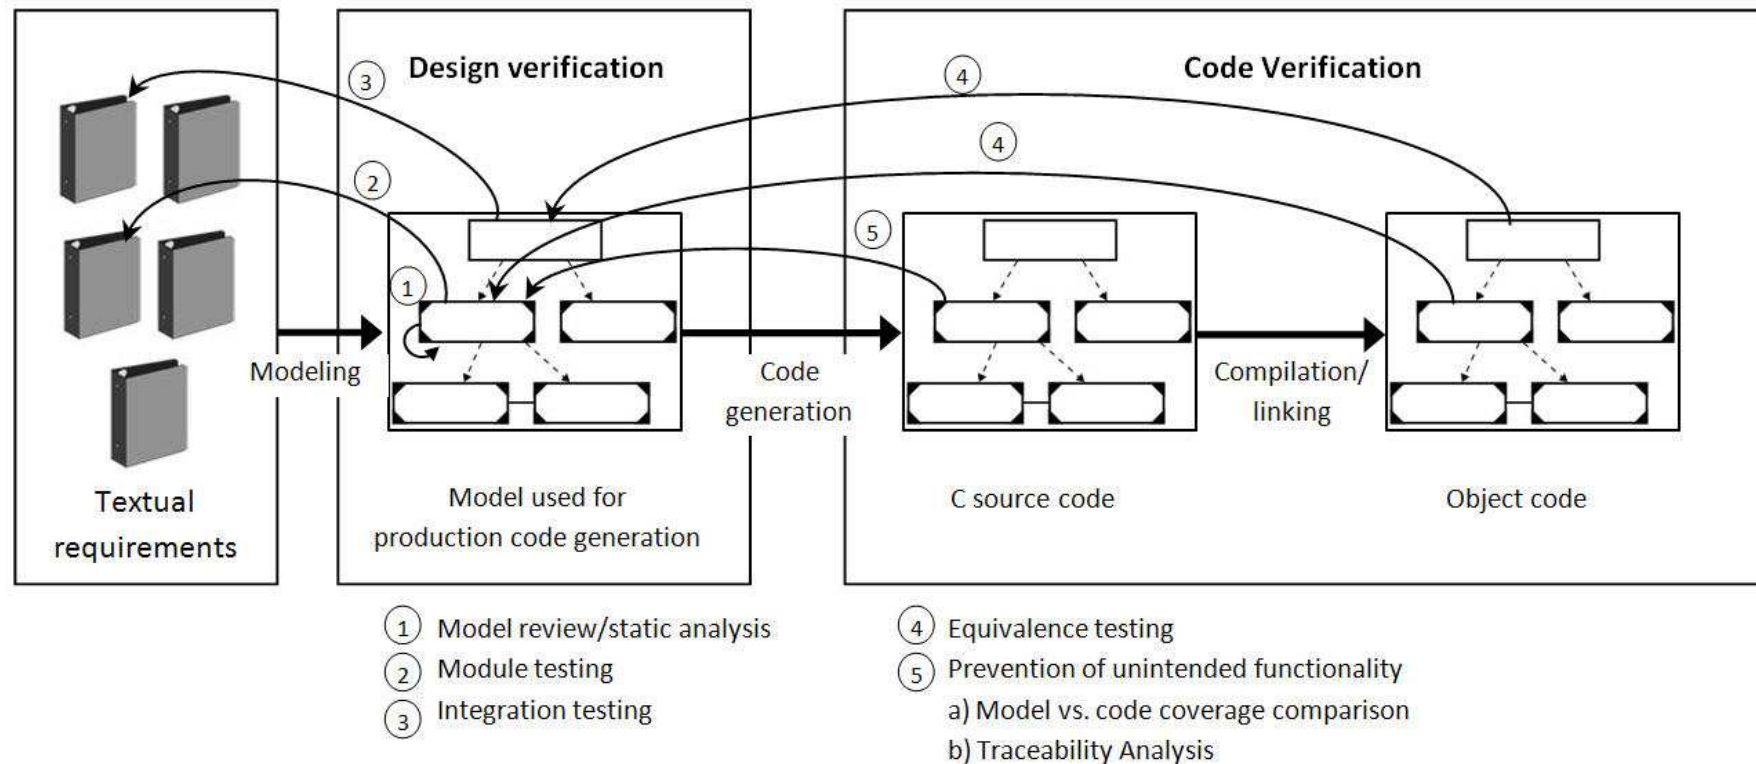 Design verification
Code Verification
3
4
4
2
5
1
Modeling
Code
generation
Compilation/
linking
Textual
requirements
Model used for
production code generation
C source code
Object code
1 Model review/static analysis
2 Module testing
3 Integration testing
4 Equivalence testing
5 Prevention of unintended functionality
a) Model vs. code coverage comparison
b) Traceability Analysis